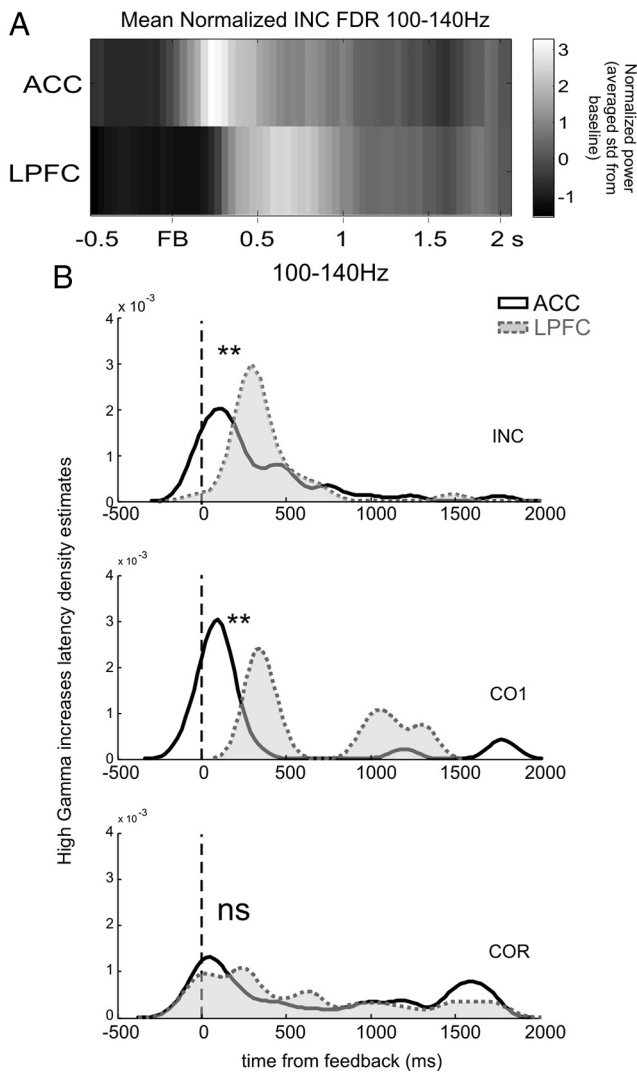 A
Mean Normalized INC FDR 100-140Hz
ACC
LPFC
3
2
1
0
-1
Normalized power
(averaged std from
baseline)
-0.5 FB 0.5 1 1.5 2 s
B
100-140Hz
ACC
LPFC
High Gamma increases latency density estimates
x 10⁻³
4
3
2
1
0
**
INC
-500 0 500 1000 1500 2000
x 10⁻³
4
3
2
1
0
**
CO1
-500 0 500 1000 1500 2000
x 10⁻³
4
3
2
1
0
ns
COR
-500 0 500 1000 1500 2000
time from feedback (ms)